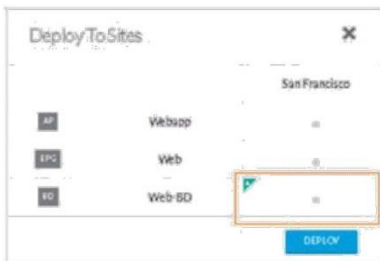 Deploy To Sites
San Francisco
AP Webapp
EPG Web
BD Web-BD
DEPLOY